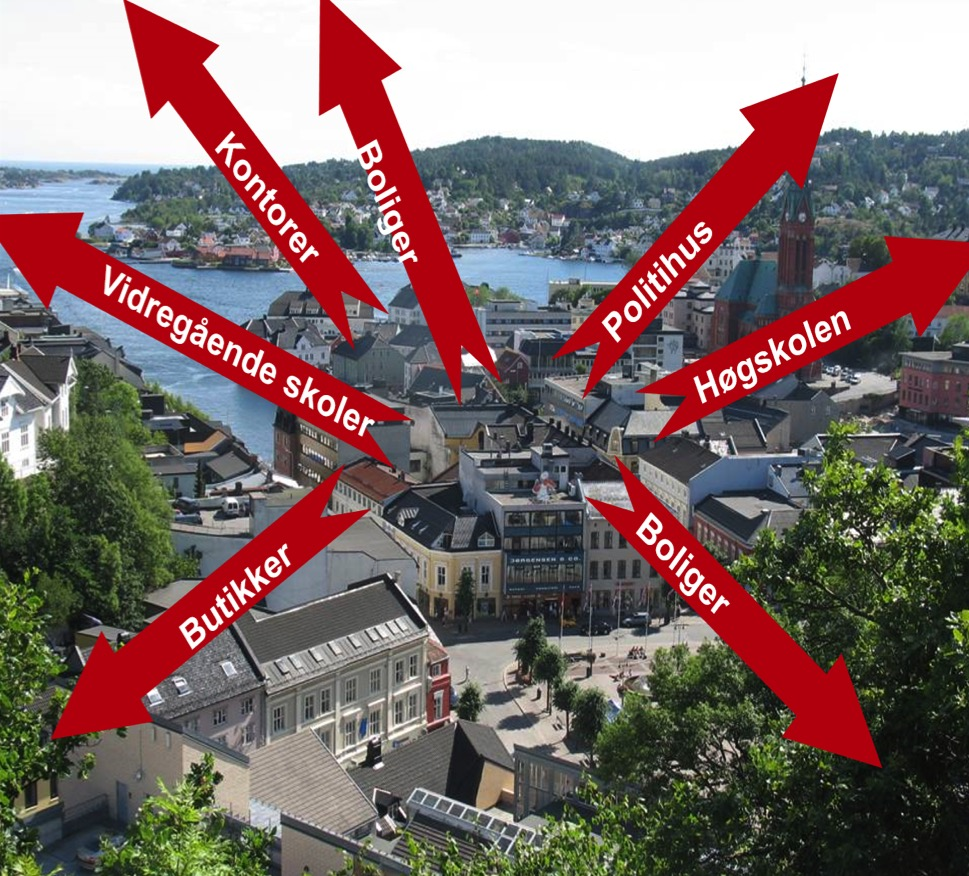 Kontorer
Boliger
Politihus
Vidregående skoler
Høgskolen
Butikker
Boliger
JØRGENSEN & CO.